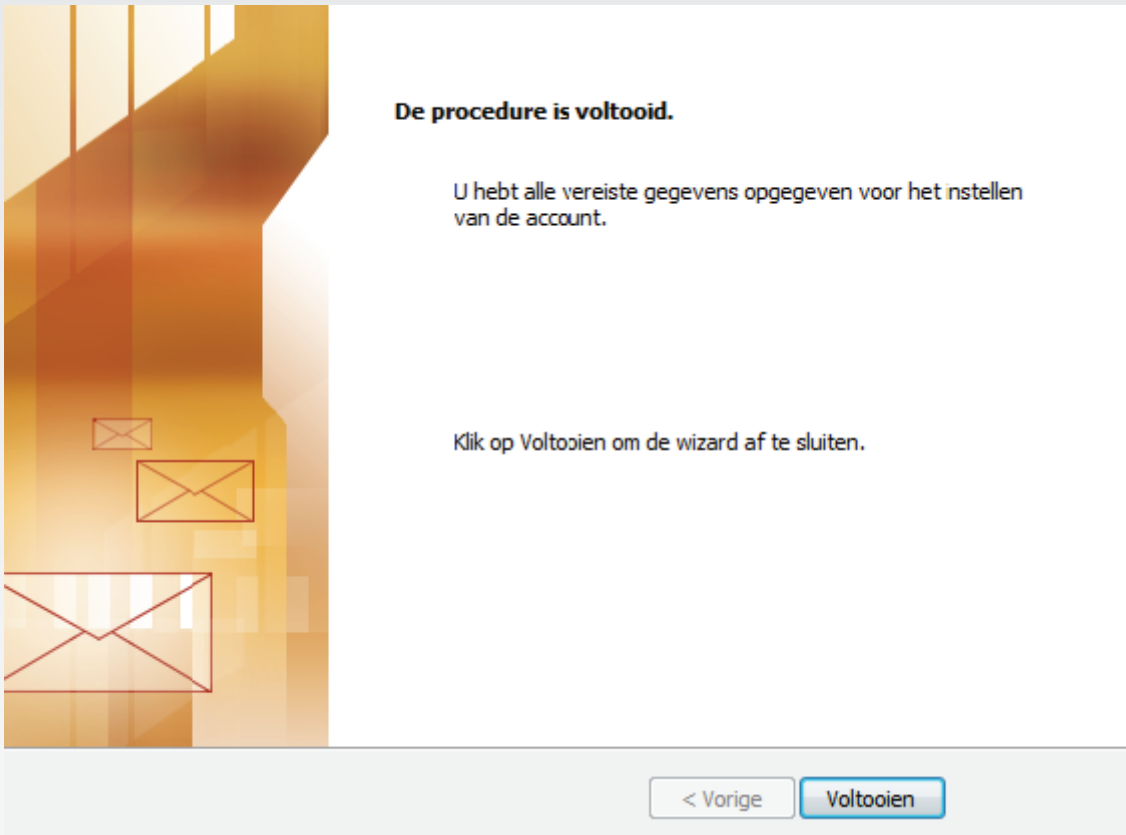 De procedure is voltooid.
U hebt alle vereiste gegevens opgegeven voor het instellen
van de account.
Klik op Voltooien om de wizard af te sluiten.
< Vorige
Voltooien